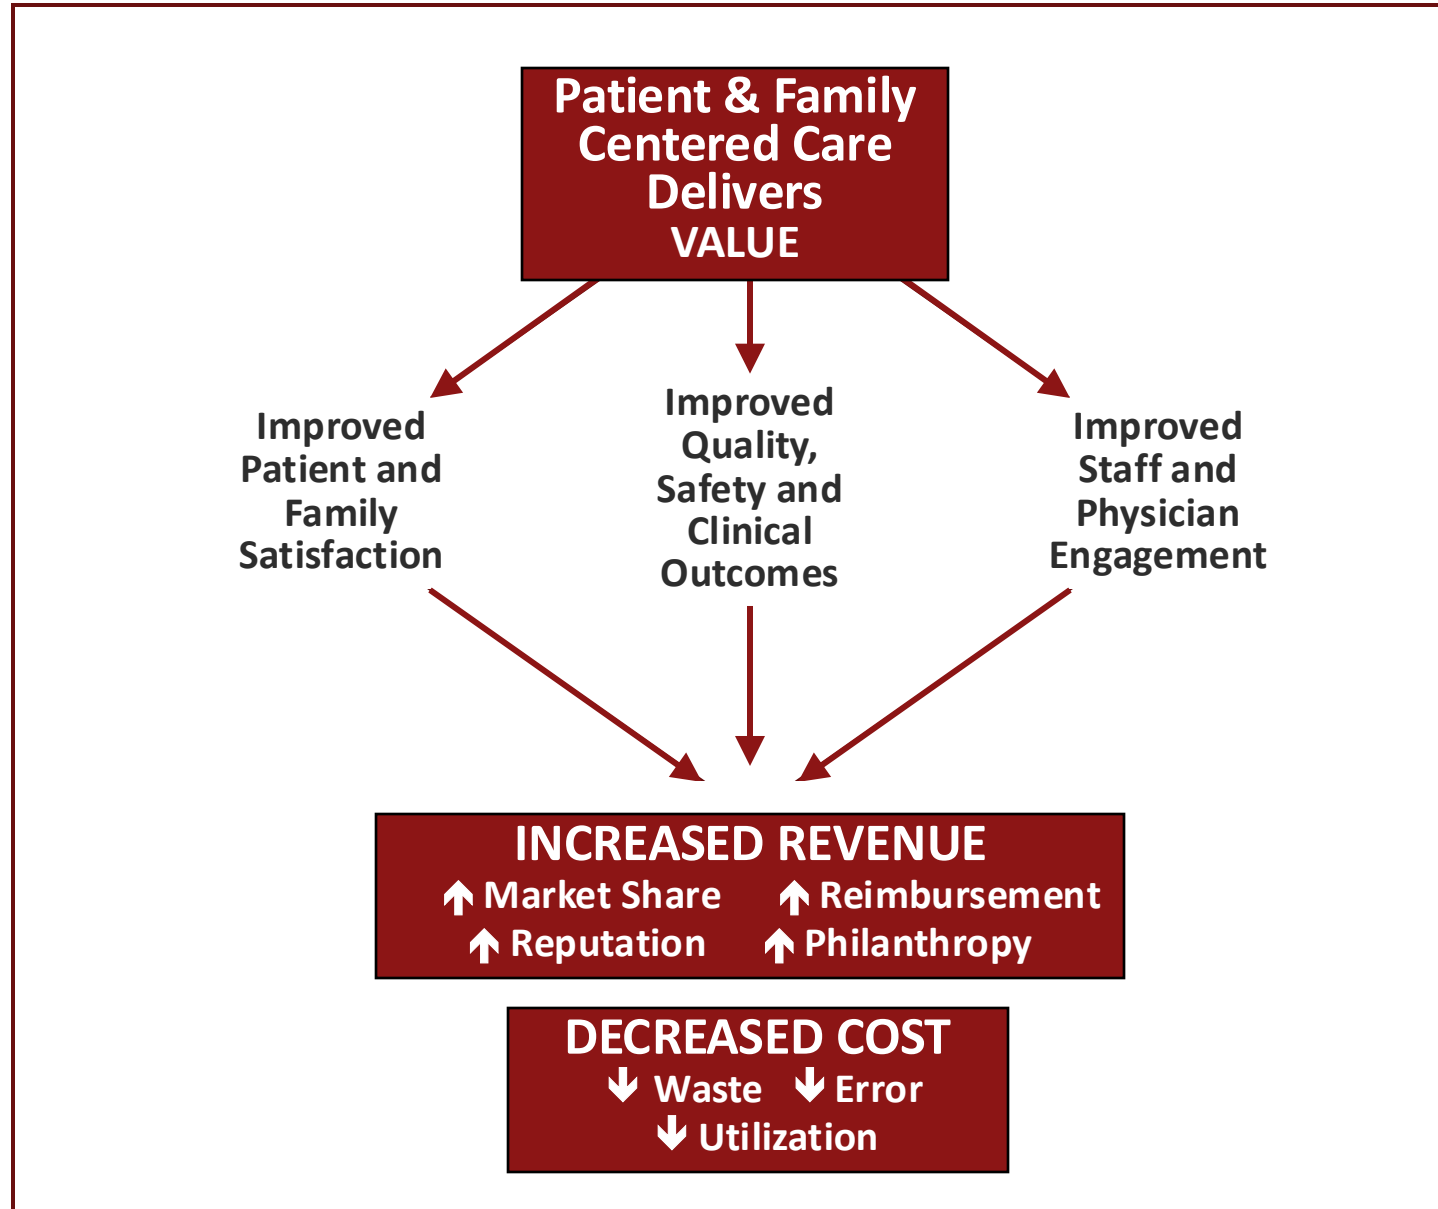 Patient & Family
Centered Care
Delivers
VALUE
Improved
Patient and
Family
Satisfaction
Improved
Quality,
Safety and
Clinical
Outcomes
Improved
Staff and
Physician
Engagement
INCREASED REVENUE
Market Share Reimbursement
Reputation Philanthropy
DECREASED COST
Waste Error
Utilization